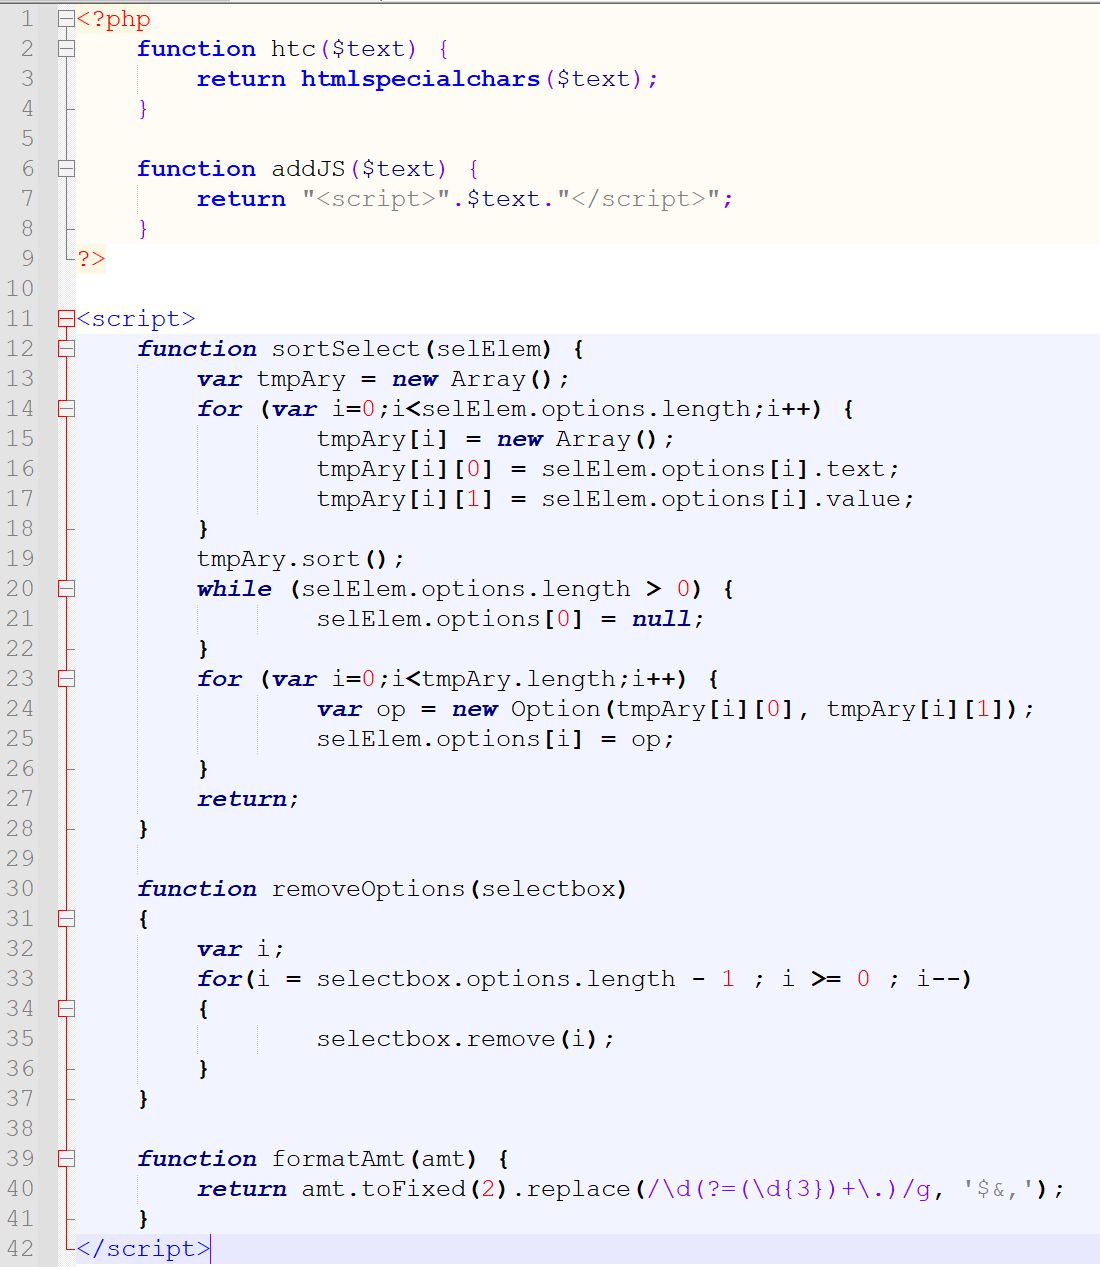 1 <?php
2     function htc($text) {
3         return htmlspecialchars($text);
4     }
5
6     function addJS($text) {
7         return "<script>".$text."</script>";
8     }
9 ?>
10
11 <script>
12     function sortSelect(selElem) {
13         var tmpAry = new Array();
14         for (var i=0;i<selElem.options.length;i++) {
15                 tmpAry[i] = new Array();
16                 tmpAry[i][0] = selElem.options[i].text;
17                 tmpAry[i][1] = selElem.options[i].value;
18         }
19         tmpAry.sort();
20         while (selElem.options.length > 0) {
21                 selElem.options[0] = null;
22         }
23         for (var i=0;i<tmpAry.length;i++) {
24                 var op = new Option(tmpAry[i][0], tmpAry[i][1]);
25                 selElem.options[i] = op;
26         }
27         return;
28     }
29
30     function removeOptions(selectbox)
31     {
32         var i;
33         for(i = selectbox.options.length - 1 ; i >= 0 ; i--)
34         {
35                 selectbox.remove(i);
36         }
37     }
38
39     function formatAmt(amt) {
40         return amt.toFixed(2).replace(/\d(?=(\d{3})+\.)/g, '$&,');
41     }
42 </script>